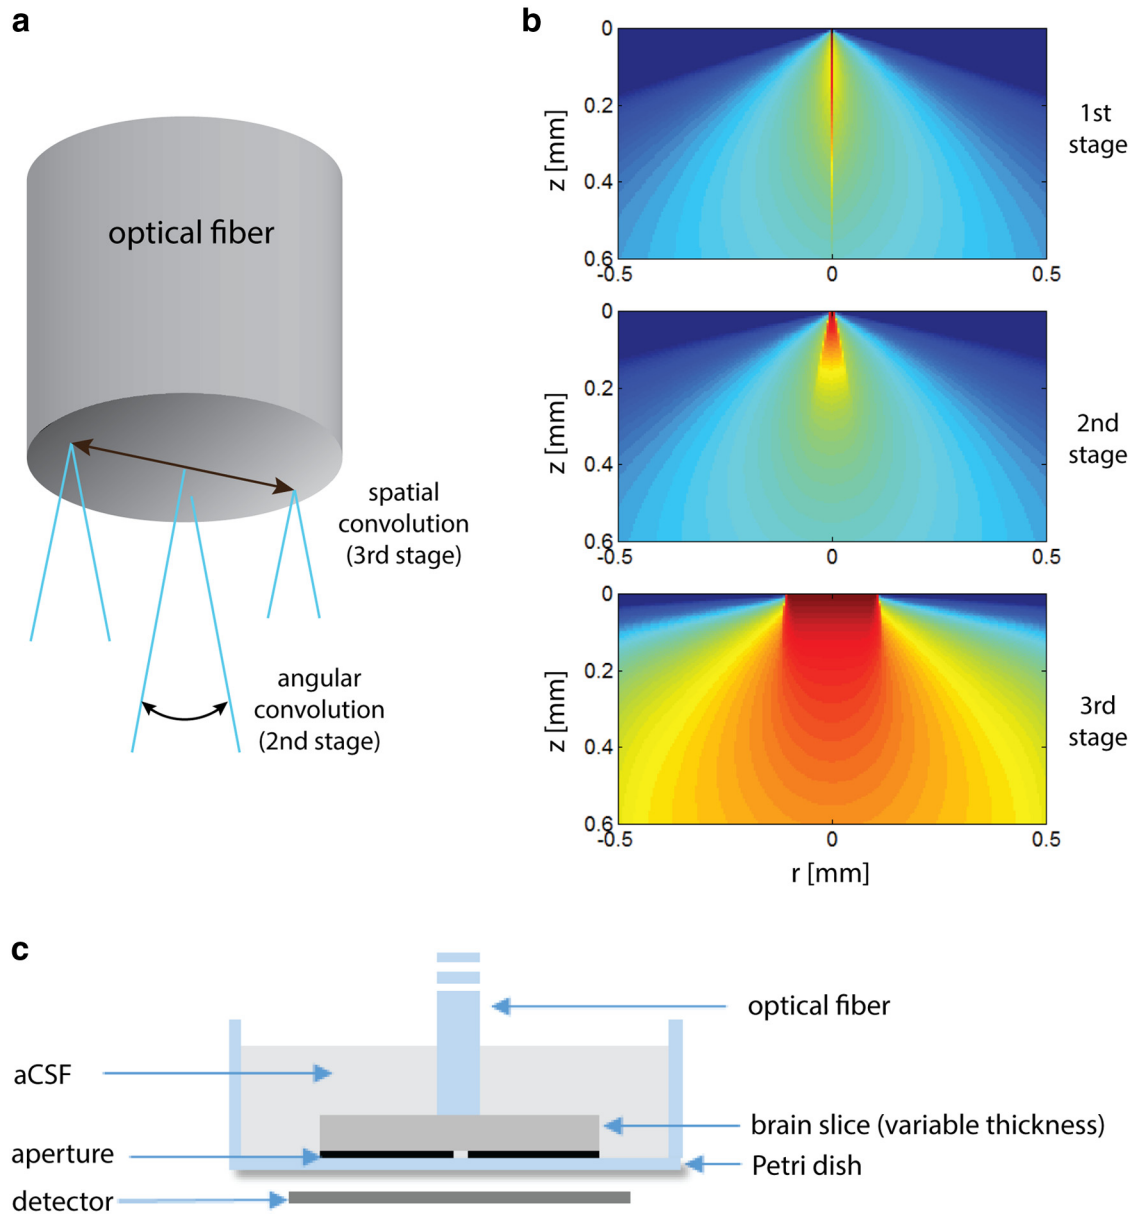 a
optical fiber
spatial
convolution
(3rd stage)
angular
convolution
(2nd stage)
b
0
0.2
0.4
0.6
z [mm]
-0.5
0
0.5
1st
stage
0
0.2
0.4
0.6
z [mm]
-0.5
0
0.5
2nd
stage
0
0.2
0.4
0.6
z [mm]
-0.5
0
0.5
3rd
stage
r [mm]
c
optical fiber
aCSF
brain slice (variable thickness)
aperture
Petri dish
detector